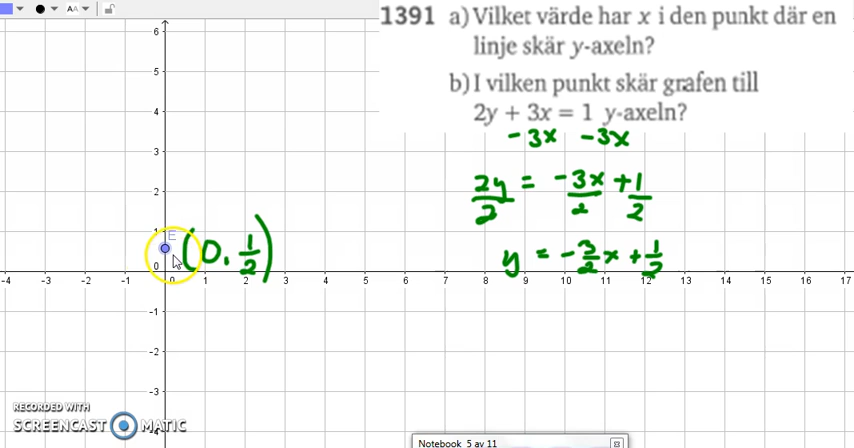 AA
1391 a) Vilket värde har x i den punkt där en
linje skär y-axeln?
b) I vilken punkt skär grafen till
2y + 3x = 1 y-axeln?
-3x -3x
2y/2 = -3x/2 + 1/2
y = -3/2x + 1/2
E
(0, 1/2)
6
5
4
3
2
1
0
-4 -3 -2 -1 0 1 2 3 4 5 6 7 8 9 10 11 12 13 14 15 16 17
-1
-2
-3
-4
RECORDED WITH
SCREENCAST MATIC
Notebook 5 av 11